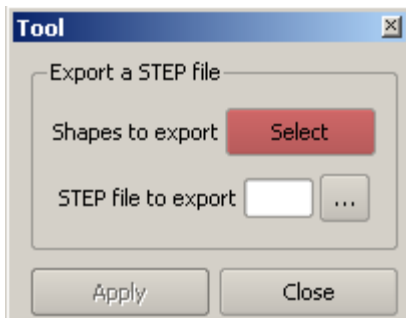 Tool
Export a STEP file
Shapes to export Select
STEP file to export ...
Apply Close